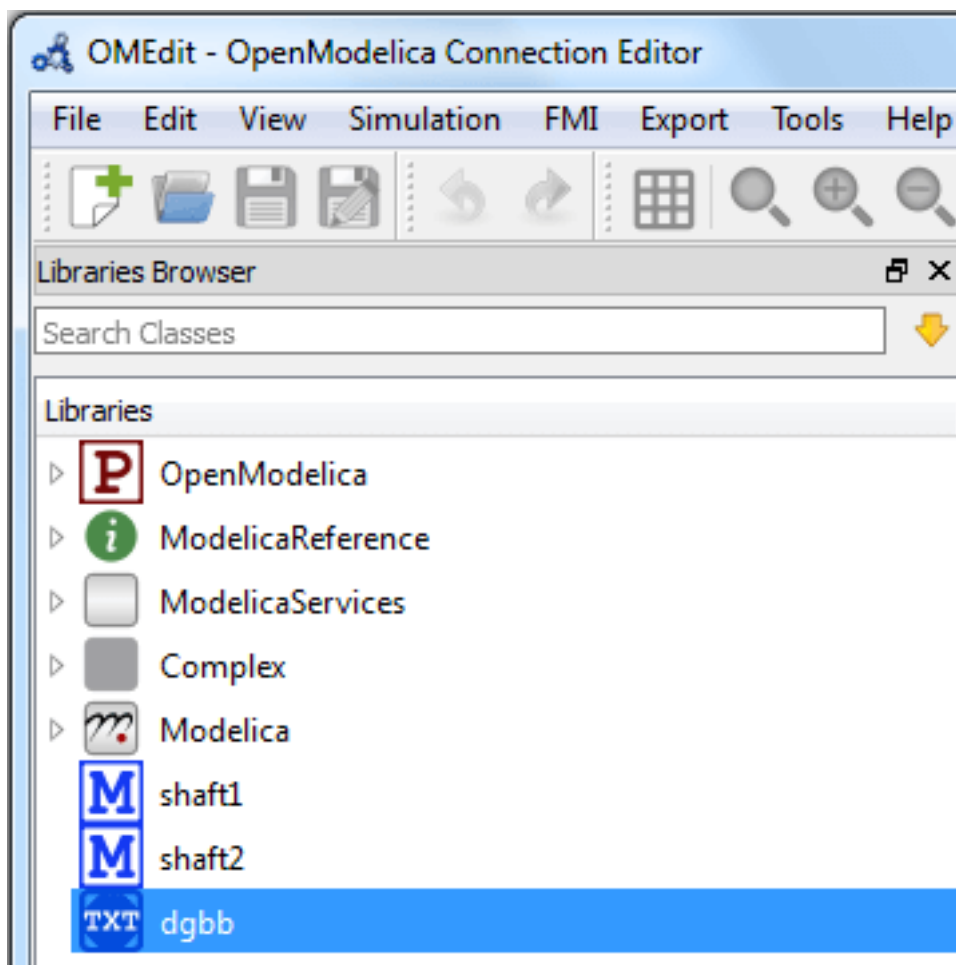 OMEdit - OpenModelica Connection Editor
File Edit View Simulation FMI Export Tools Help
Libraries Browser
Search Classes
Libraries
P OpenModelica
i ModelicaReference
ModelicaServices
Complex
m Modelica
M shaft1
M shaft2
TXT dgbb